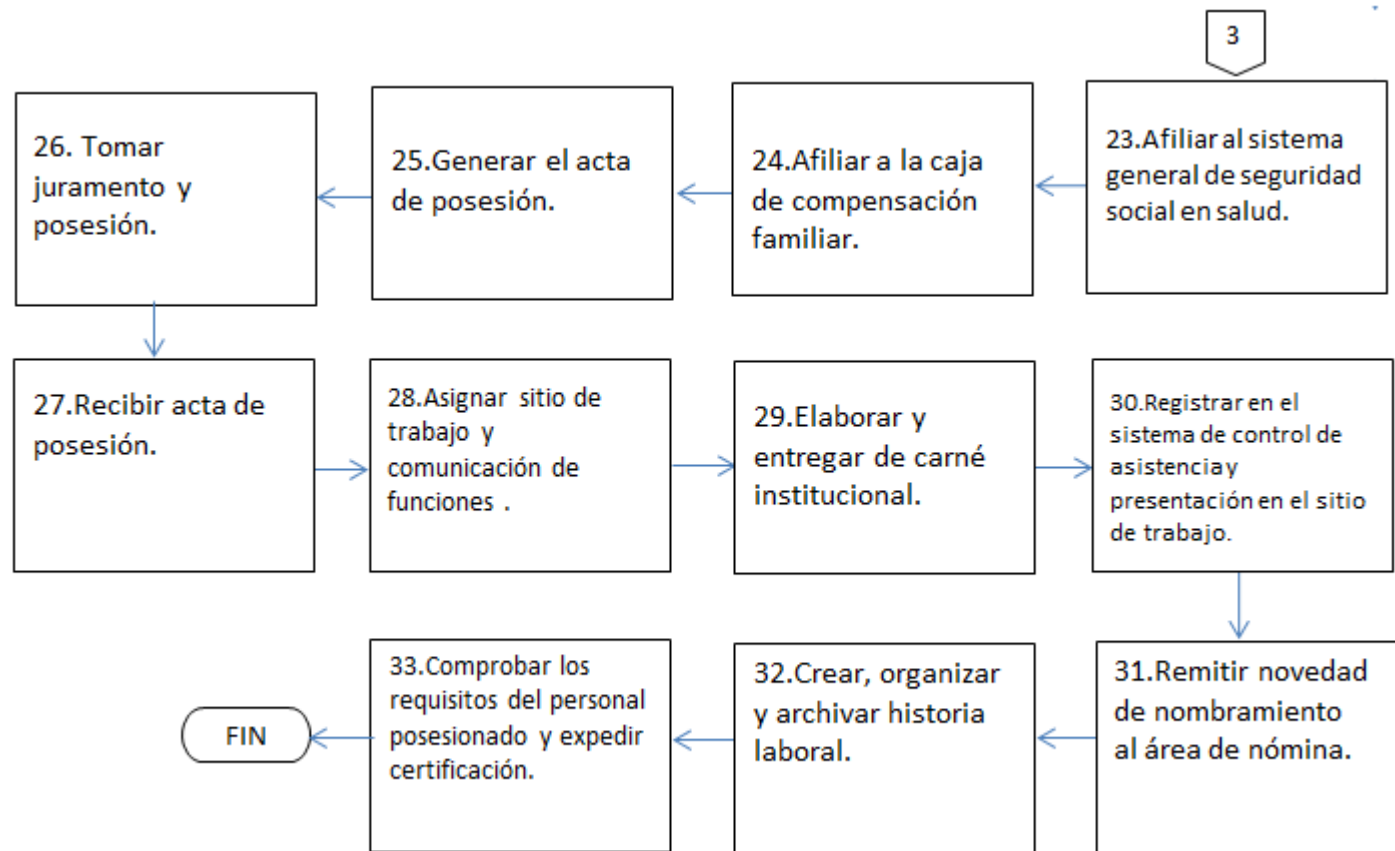 3
23.Afiliar al sistema
general de seguridad
social en salud.
24.Afiliar a la caja
de compensación
familiar.
25.Generar el acta
de posesión.
26. Tomar
juramento y
posesión.
27.Recibir acta de
posesión.
28.Asignar sitio de
trabajo y
comunicación de
funciones .
29.Elaborar y
entregar de carné
institucional.
30.Registrar en el
sistema de control de
asistencia y
presentación en el sitio
de trabajo.
31.Remitir novedad
de nombramiento
al área de nómina.
32.Crear, organizar
y archivar historia
laboral.
33.Comprobar los
requisitos del personal
posesionado y expedir
certificación.
FIN